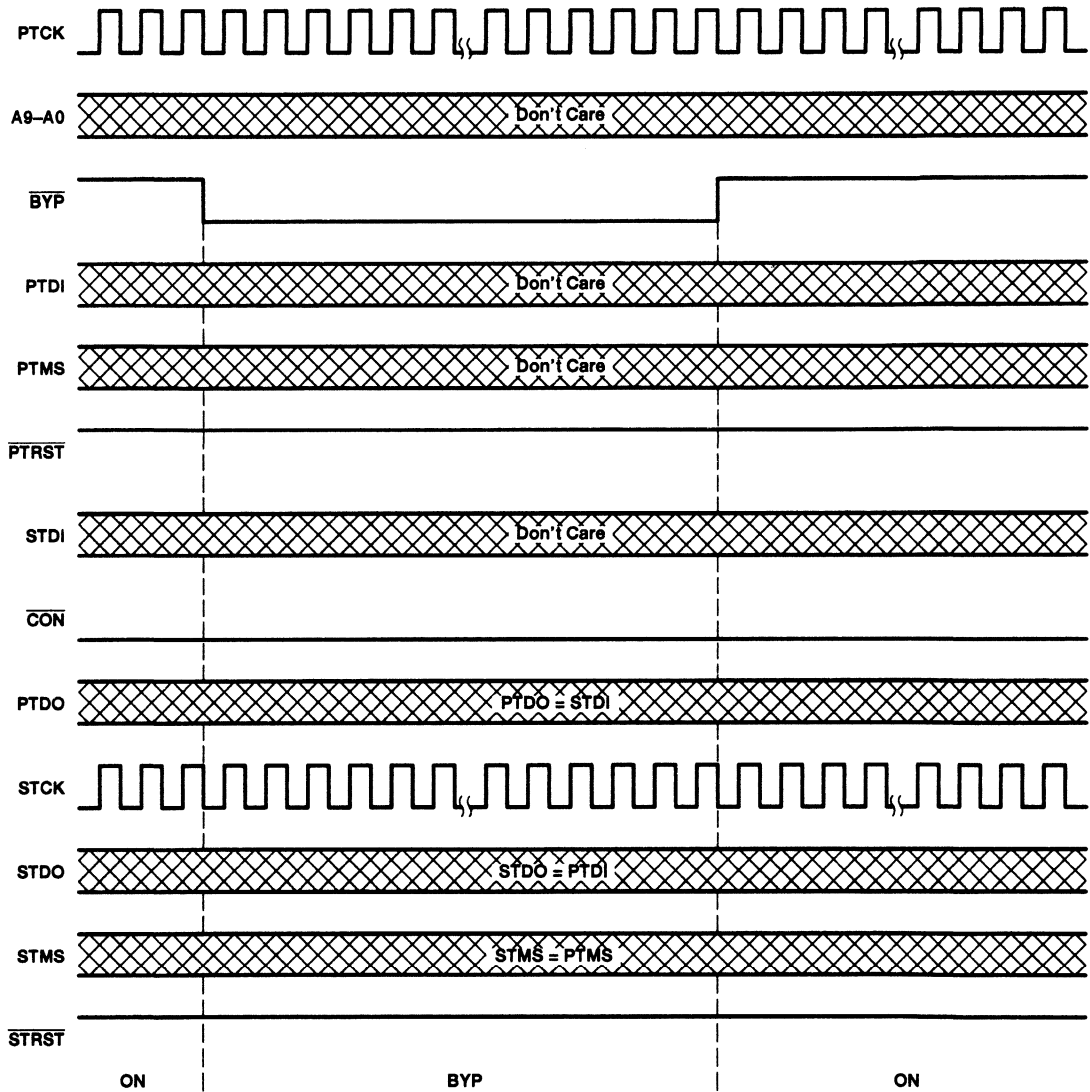 PTCK
A9–A0 Don't Care
BYP
PTDI Don't Care
PTMS Don't Care
PTRST
STDI Don't Care
CON
PTDO PTDO = STDI
STCK
STDO STDO = PTDI
STMS STMS = PTMS
STRST
ON BYP ON